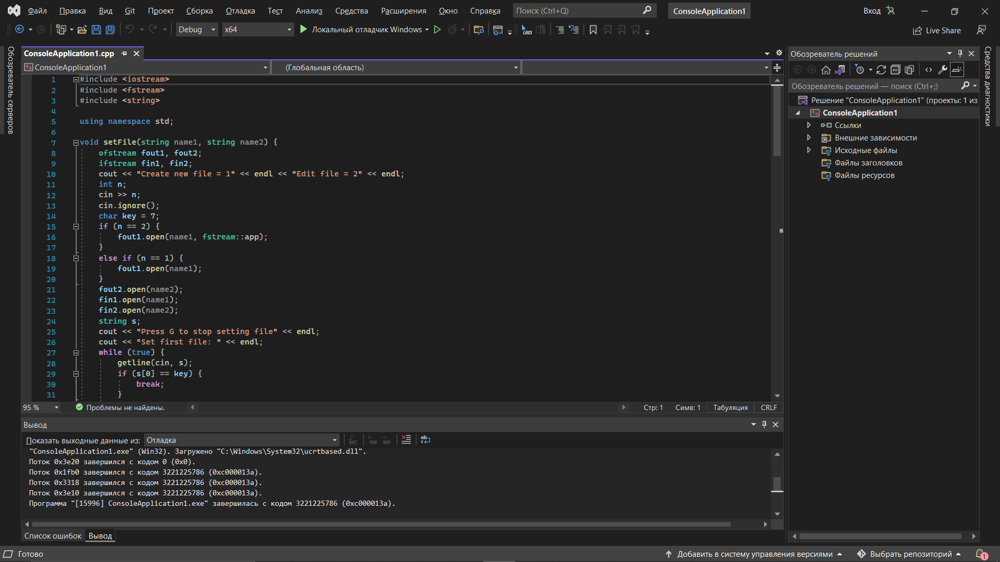 Файл Правка Вид Git Проект Сборка Отладка Тест Анализ Средства Расширения Окно Справка Поиск (Ctrl+Q) ConsoleApplication1 Вход
Debug x64 Локальный отладчик Windows Live Share
Обозреватель серверов
ConsoleApplication1.cpp
ConsoleApplication1 (Глобальная область)
1 #include <iostream>
2 #include <fstream>
3 #include <string>
4
5 using namespace std;
6
7 void setFile(string name1, string name2) {
8 ofstream fout1, fout2;
9 ifstream fin1, fin2;
10 cout << "Create new file = 1" << endl << "Edit file = 2" << endl;
11 int n;
12 cin >> n;
13 cin.ignore();
14 char key = 7;
15 if (n == 2) {
16 fout1.open(name1, fstream::app);
17 }
18 else if (n == 1) {
19 fout1.open(name1);
20 }
21 fout2.open(name2);
22 fin1.open(name1);
23 fin2.open(name2);
24 string s;
25 cout << "Press G to stop setting file" << endl;
26 cout << "Set first file: " << endl;
27 while (true) {
28 getline(cin, s);
29 if (s[0] == key) {
30 break;
31 }
95 % Проблемы не найдены. Стр: 1 Симв: 1 Табуляция CRLF
Вывод
Показать выходные данные из: Отладка
"ConsoleApplication1.exe" (Win32). Загружено "C:\Windows\System32\ucrtbased.dll".
Поток 0x3e20 завершился с кодом 0 (0x0).
Поток 0x1fb0 завершился с кодом 3221225786 (0xc000013a).
Поток 0x3318 завершился с кодом 3221225786 (0xc000013a).
Поток 0x3e10 завершился с кодом 3221225786 (0xc000013a).
Программа "[15996] ConsoleApplication1.exe" завершилась с кодом 3221225786 (0xc000013a).
Список ошибок Вывод
Обозреватель решений
Обозреватель решений — поиск (Ctrl+;)
Решение "ConsoleApplication1" (проекты: 1 из
ConsoleApplication1
Ссылки
Внешние зависимости
Исходные файлы
Файлы заголовков
Файлы ресурсов
Средства диагностики
Готово Добавить в систему управления версиями Выбрать репозиторий 1